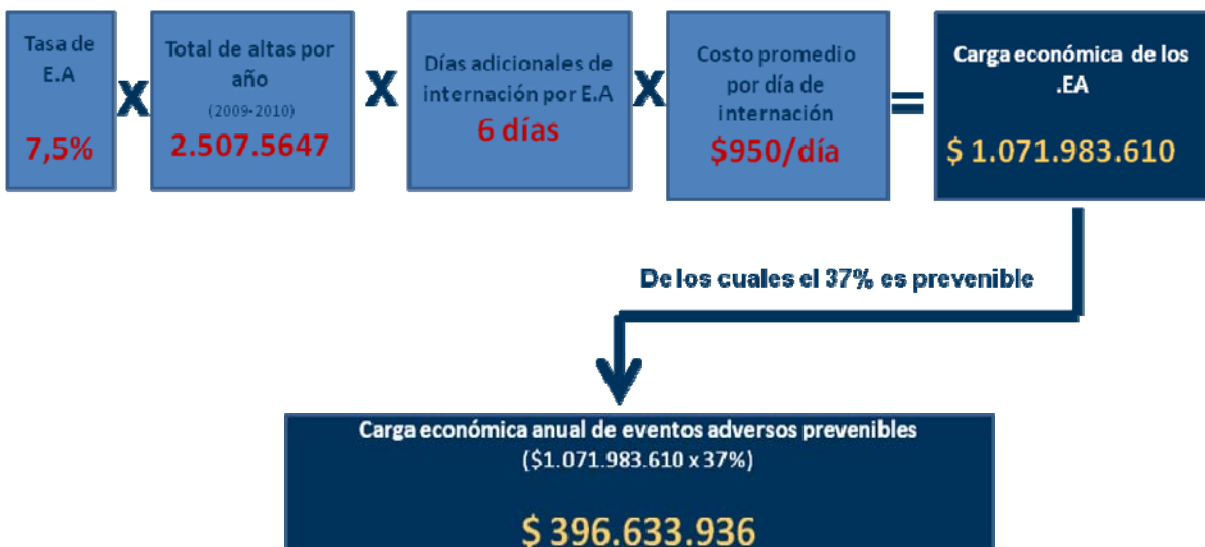 Tasa de
E.A
7,5%
X
Total de altas por
año
(2009-2010)
2.507.5647
X
Días adicionales de
internación por E.A
6 días
X
Costo promedio
por día de
internación
$950/día
=
Carga económica de los
.EA
$ 1.071.983.610
De los cuales el 37% es prevenible
Carga económica anual de eventos adversos prevenibles
($1.071.983.610 x 37%)
$ 396.633.936